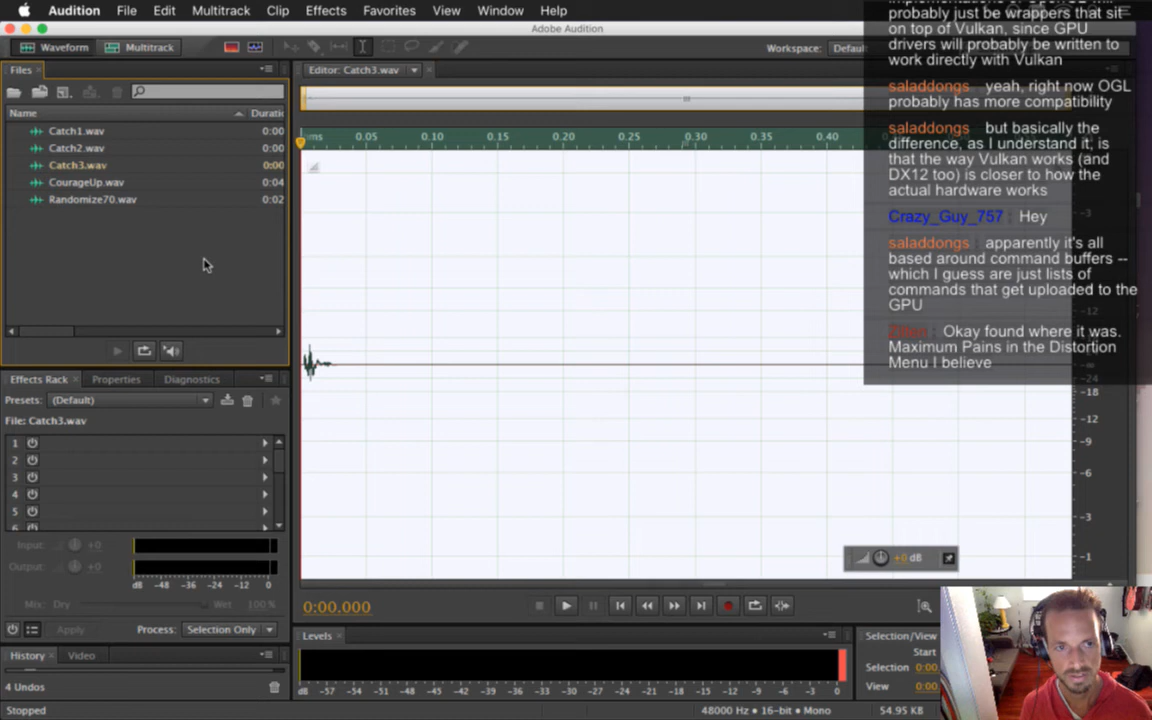 Audition File Edit Multitrack Clip Effects Favorites View Window Help
Adobe Audition
Waveform Multitrack
Workspace: Default
Files
Editor: Catch3.wav
Name Duratio
Catch1.wav 0:00
Catch2.wav 0:00
Catch3.wav 0:00
CourageUp.wav 0:04
Randomize70.wav 0:02
hms 0.05 0.10 0.15 0.20 0.25 0.30 0.35 0.40
probably just be wrappers that sit
on top of Vulkan, since GPU
drivers will probably be written to
work directly with Vulkan
saladdongs : yeah, right now OGL
probably has more compatibility
saladdongs : but basically the
difference, as I understand it, is
that the way Vulkan works (and
DX12 too) is closer to how the
actual hardware works
Crazy_Guy_757 : Hey
saladdongs : apparently it's all
based around command buffers --
which I guess are just lists of
commands that get uploaded to the
GPU
: Okay found where it was.
Maximum Pains in the Distortion
Menu I believe
-3
-12
-24
-18
-12
-9
-6
-3
-1
+0 dB
Effects Rack Properties Diagnostics
Presets: (Default)
File: Catch3.wav
1
2
3
4
5
6
Input: +0
Output: +0
dB -48 -36 -24 -12 0
Mix: Dry Wet 100 %
Apply Process: Selection Only
History Video
4 Undos
Stopped
0:00.000
Levels
dB -57 -54 -51 -48 -45 -42 -39 -36 -33 -30 -27 -24 -21 -18 -15 -12 -9 -6 -3 0
Selection/View
Start
Selection 0:00
View 0:00
48000 Hz • 16-bit • Mono 54.95 KB